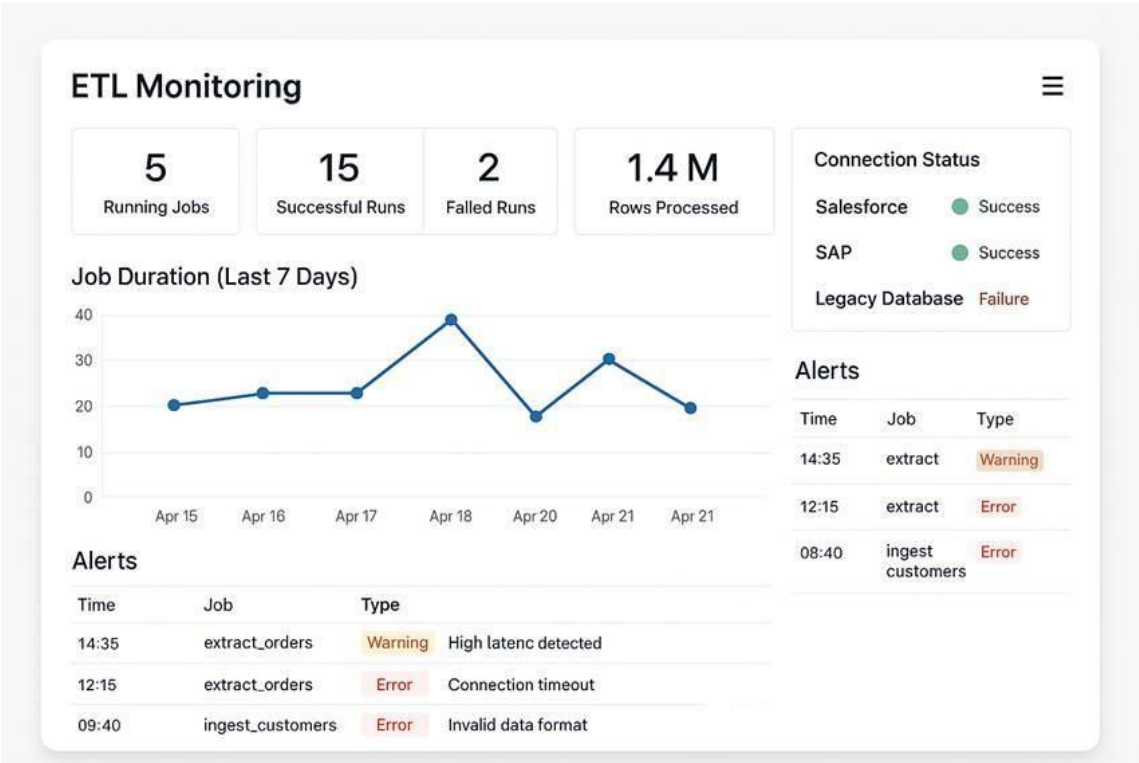 ETL Monitoring
5
Running Jobs
15
Successful Runs
2
Falled Runs
1.4 M
Rows Processed
Connection Status
Salesforce Success
SAP Success
Legacy Database Failure
Job Duration (Last 7 Days)
40
30
20
10
0
Apr 15 Apr 16 Apr 17 Apr 18 Apr 20 Apr 21 Apr 21
Alerts
Time Job Type
14:35 extract Warning
12:15 extract Error
08:40 ingest Error
customers
Alerts
Time Job Type
14:35 extract_orders Warning High latenc detected
12:15 extract_orders Error Connection timeout
09:40 ingest_customers Error Invalid data format